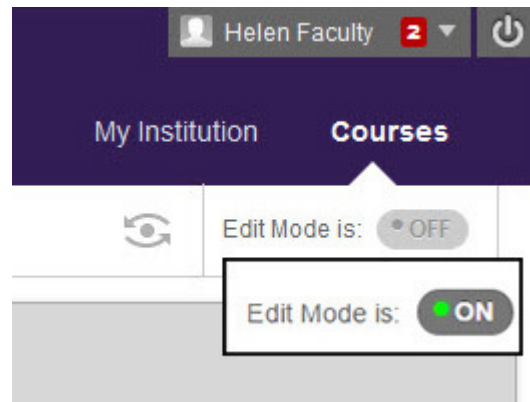 Helen Faculty 2
My Institution Courses
Edit Mode is: OFF
Edit Mode is: ON